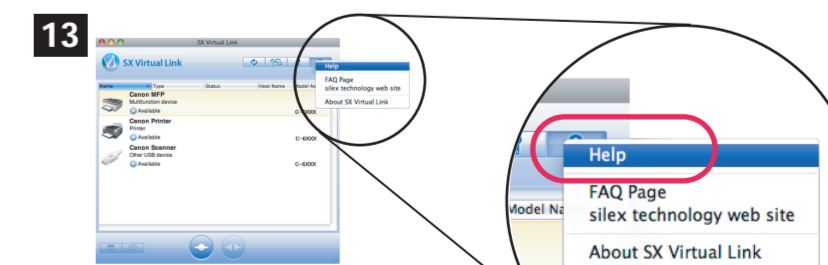 13
SX Virtual Link
SX Virtual Link
Help
FAQ Page
silex technology web site
About SX Virtual Link
Name Type Status Host Name Model Na
Canon MFP
Multifunction device
Available C-6XXX
Canon Printer
Printer
Available C-6XXX
Canon Scanner
Other USB device
Available C-6XXX
Help
Model Na
FAQ Page
silex technology web site
About SX Virtual Link